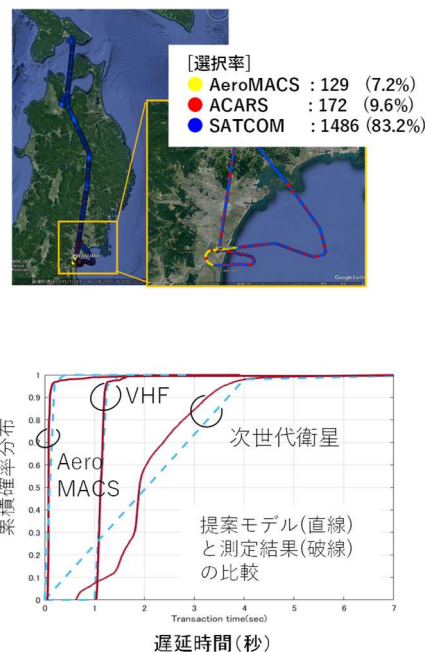 [選択率]
AeroMACS : 129 (7.2%)
ACARS : 172 (9.6%)
SATCOM : 1486 (83.2%)
Google Earth
累積確率分布
1
0.9
0.8
0.7
0.6
0.5
0.4
0.3
0.2
0.1
0
VHF
Aero
MACS
次世代衛星
提案モデル(直線)
と測定結果(破線)
の比較
0 1 2 3 4 5 6 7
Transaction time(sec)
遅延時間(秒)